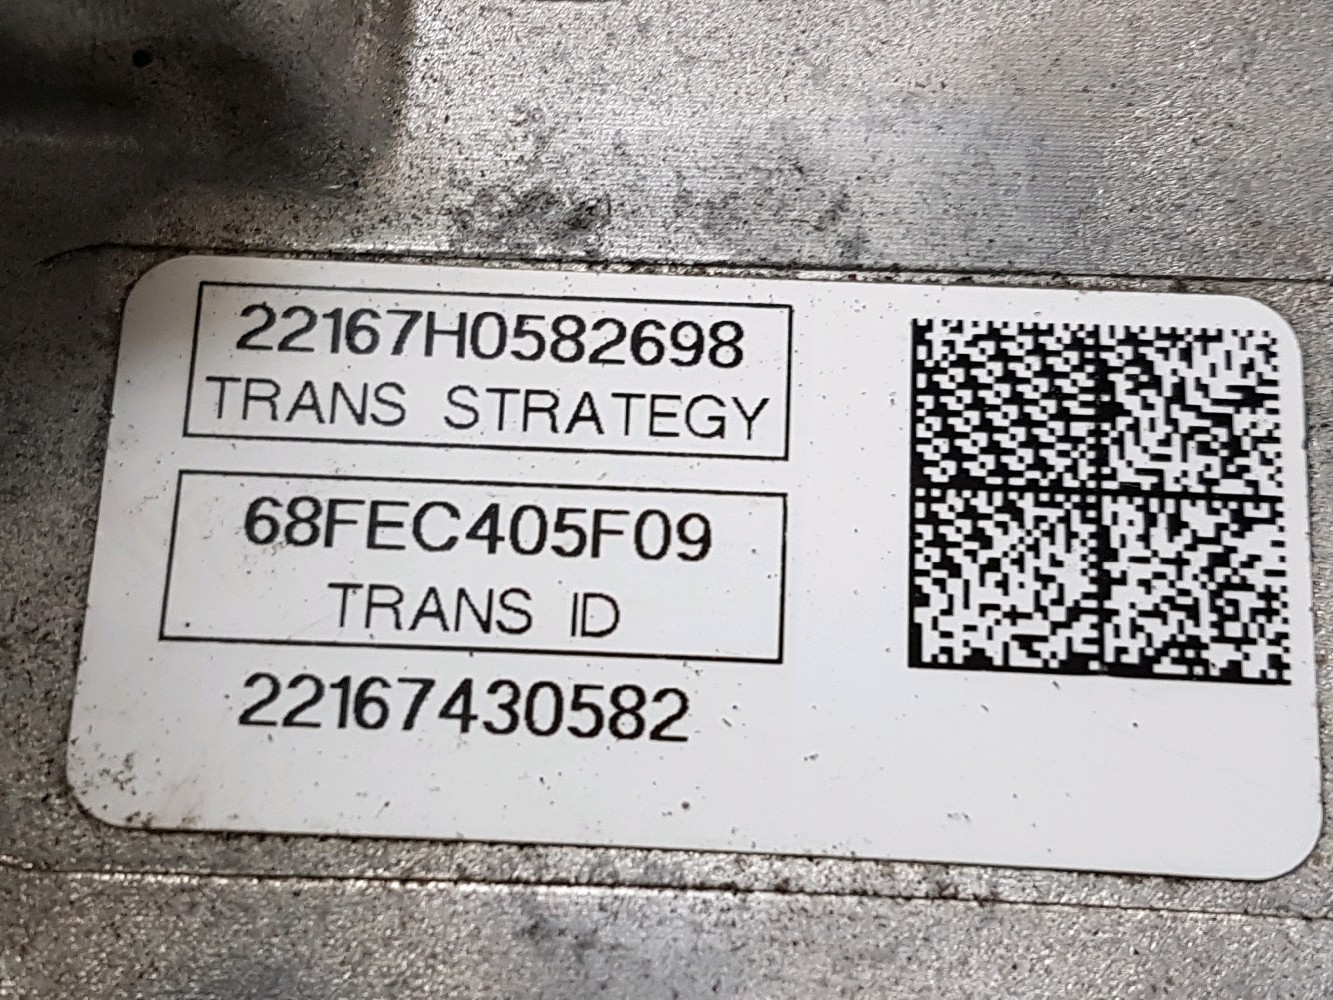 22167H0582698
TRANS STRATEGY
68FEC405F09
TRANS ID
22167430582